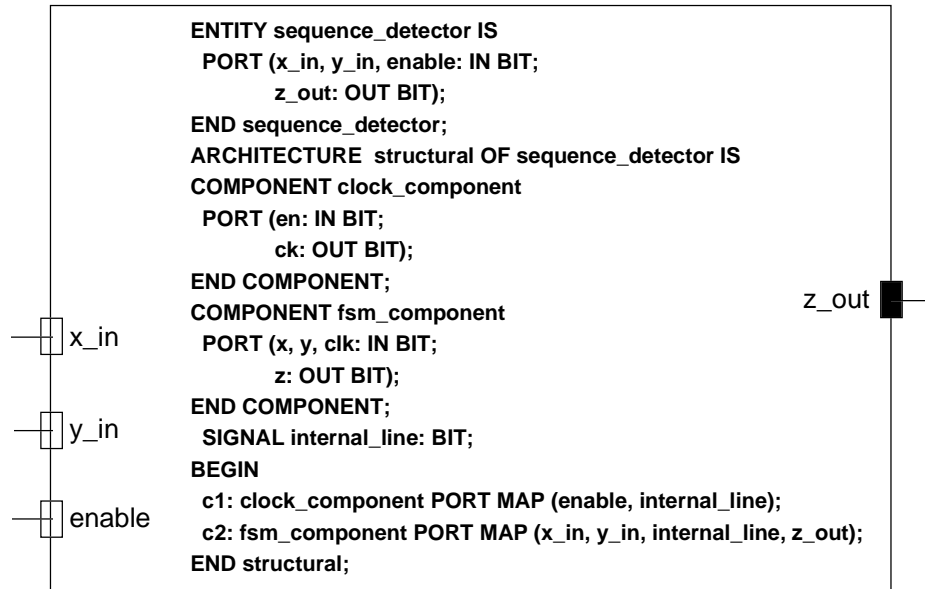 ENTITY sequence_detector IS
PORT (x_in, y_in, enable: IN BIT;
z_out: OUT BIT);
END sequence_detector;
ARCHITECTURE structural OF sequence_detector IS
COMPONENT clock_component
PORT (en: IN BIT;
ck: OUT BIT);
END COMPONENT;
COMPONENT fsm_component
PORT (x, y, clk: IN BIT;
z: OUT BIT);
END COMPONENT;
SIGNAL internal_line: BIT;
BEGIN
c1: clock_component PORT MAP (enable, internal_line);
c2: fsm_component PORT MAP (x_in, y_in, internal_line, z_out);
END structural;
x_in
y_in
enable
z_out